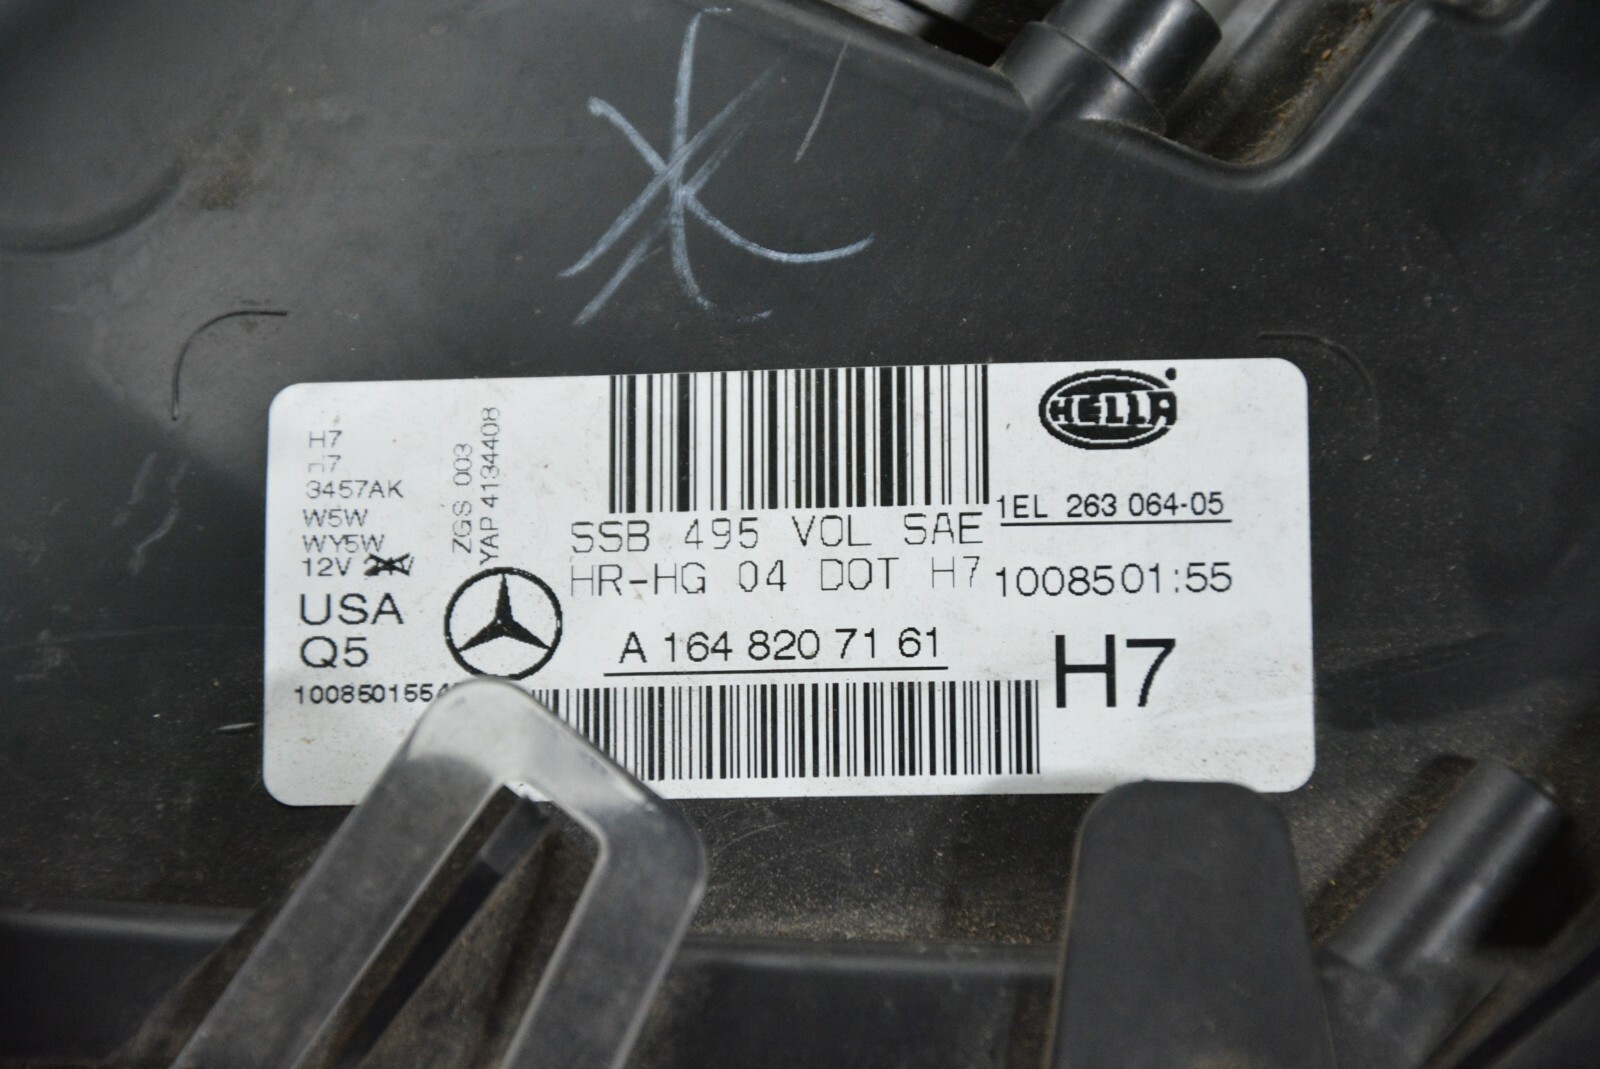 H7
H7
3457AK
W5W
WY5W
12V 24V
USA
Q5
ZGS 003
YAP 4134408
HELLA
1EL 263 064-05
SSB 495 VOL SAE
HR-HG 04 DOT H7
1008501:55
A 164 820 71 61
H7